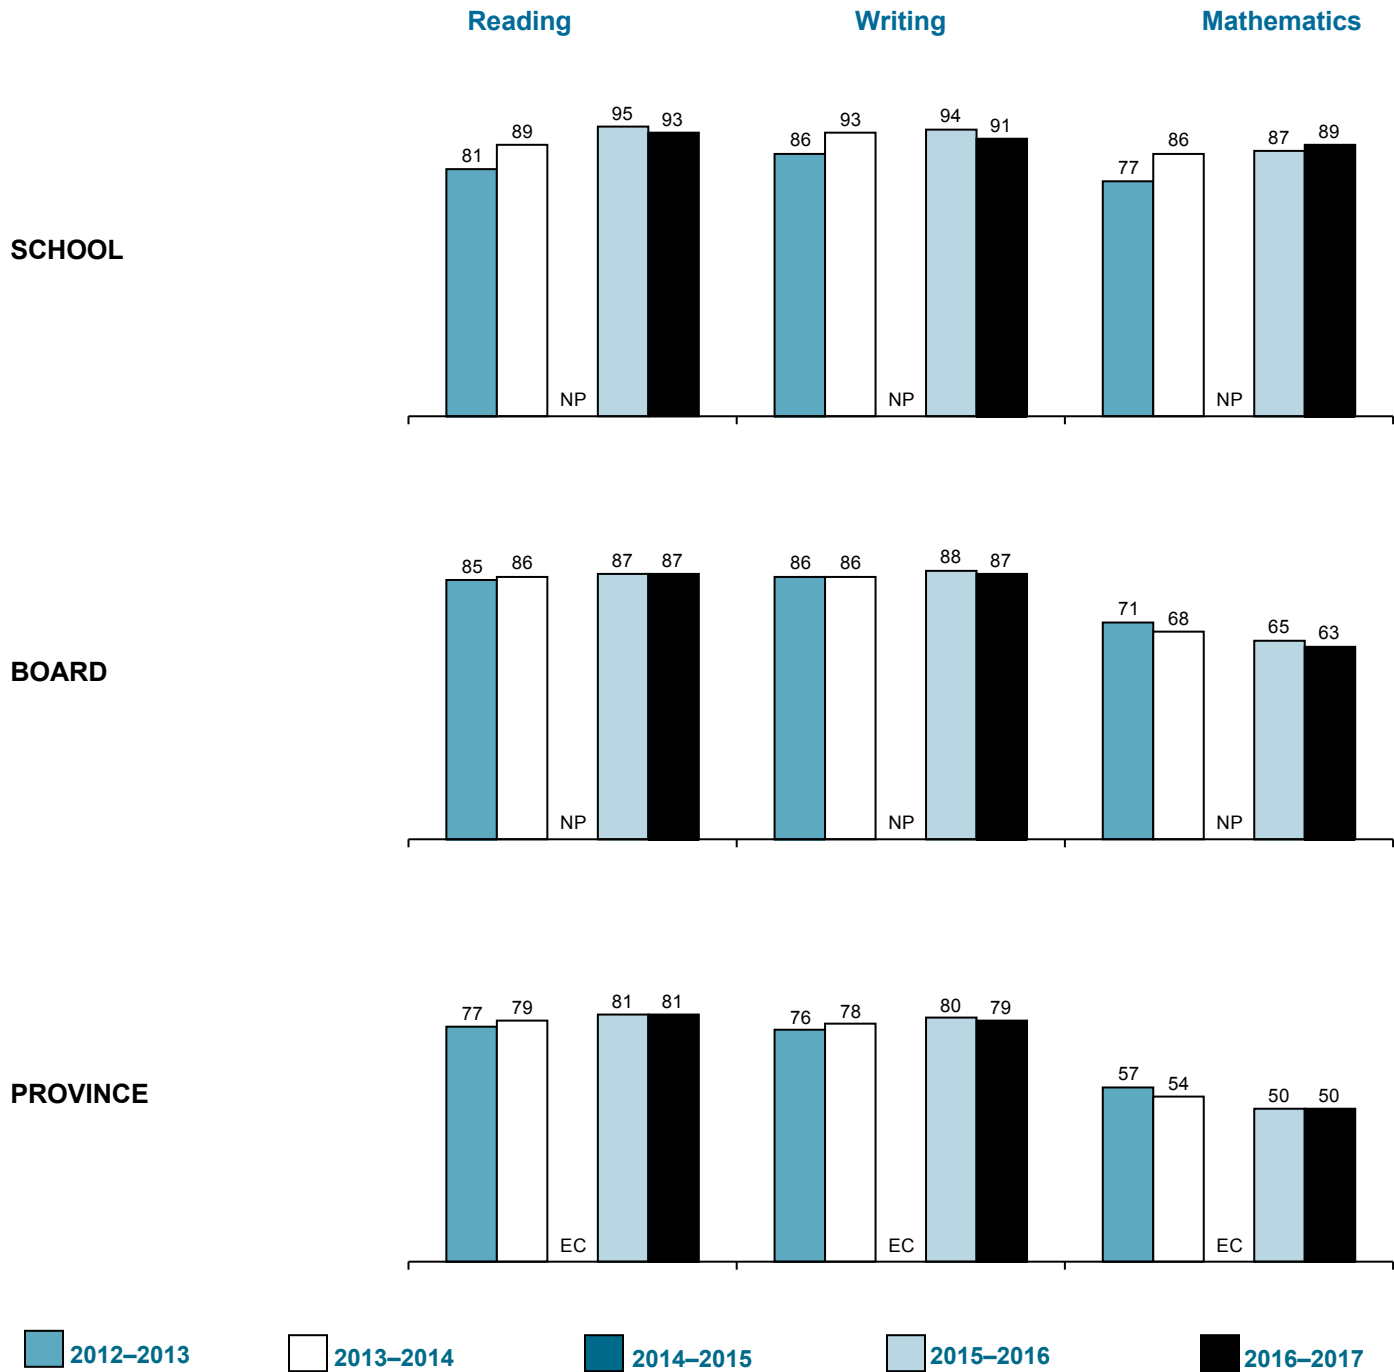 Reading Writing Mathematics
81 89 NP 95 93 86 93 NP 94 91 77 86 NP 87 89
SCHOOL
85 86 NP 87 87 86 86 NP 88 87 71 68 NP 65 63
BOARD
77 79 EC 81 81 76 78 EC 80 79 57 54 EC 50 50
PROVINCE
2012–2013 2013–2014 2014–2015 2015–2016 2016–2017